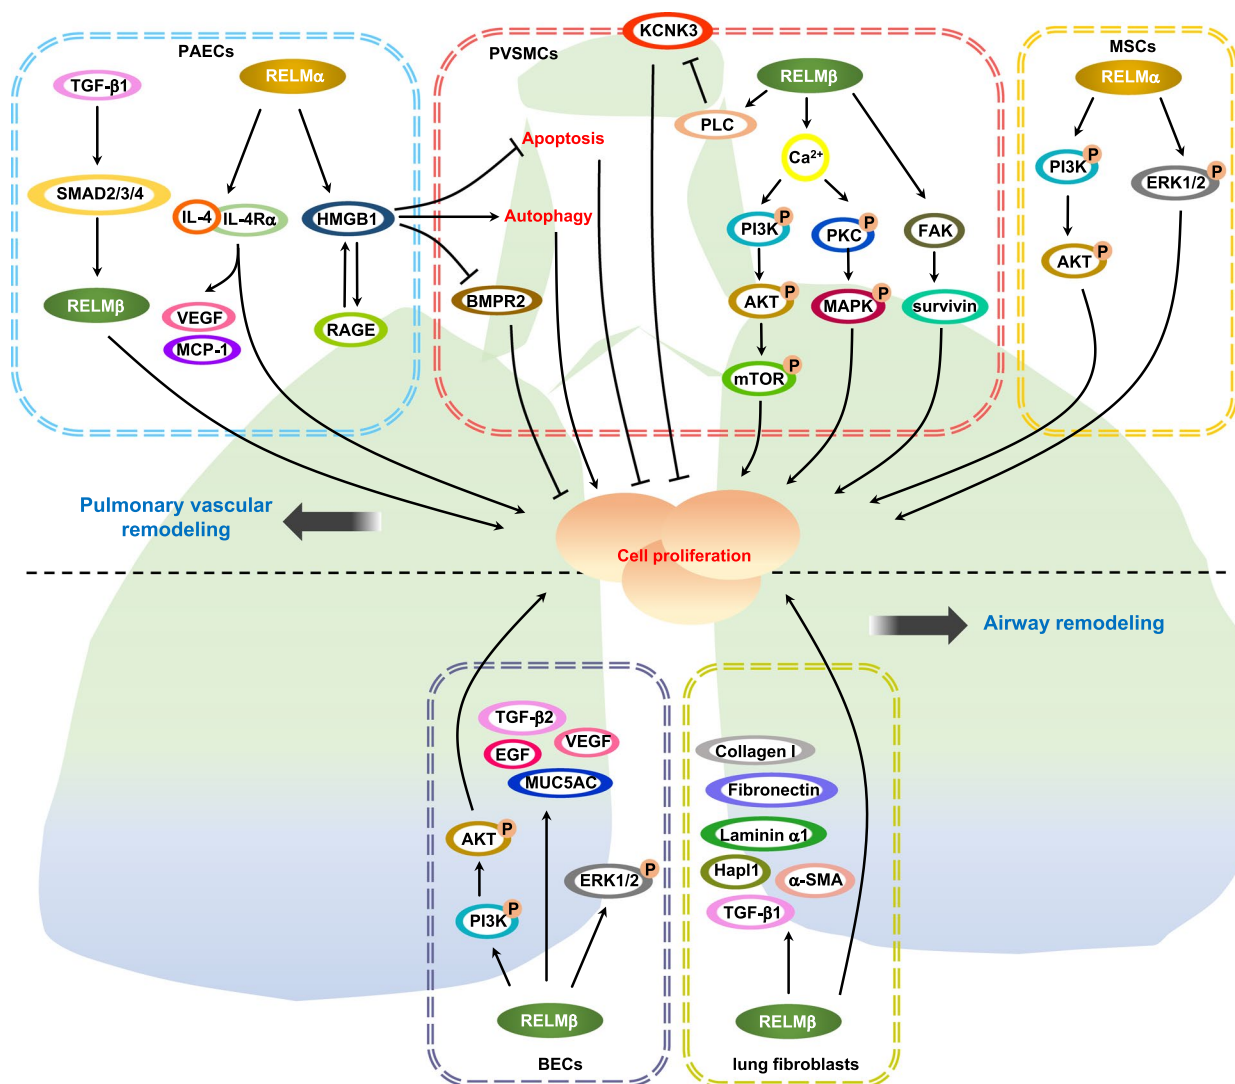 PAECs
TGF-β1
RELMα
SMAD2/3/4
IL-4
IL-4Rα
HMGB1
RELMβ
VEGF
MCP-1
RAGE
PVSMCs
KCNK3
RELMβ
PLC
Apoptosis
Ca²⁺
Autophagy
PI3K
P
PKC
P
FAK
BMPR2
AKT
P
MAPK
P
survivin
mTOR
P
MSCs
RELMα
PI3K
P
ERK1/2
P
AKT
P
Pulmonary vascular
remodeling
Cell proliferation
Airway remodeling
TGF-β2
VEGF
EGF
MUC5AC
AKT
P
ERK1/2
P
PI3K
P
RELMβ
BECs
Collagen I
Fibronectin
Laminin α1
Hapl1
α-SMA
TGF-β1
RELMβ
lung fibroblasts